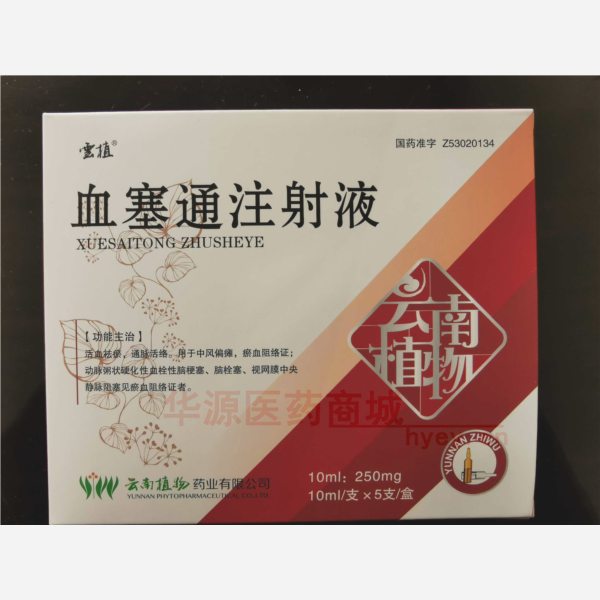 雲植®
国药准字 Z53020134
血塞通注射液
XUESAITONG ZHUSHEYE
云南植物
【功能主治】
活血祛瘀，通脉活络。用于中风偏瘫，瘀血阻络证；
动脉粥状硬化性血栓性脑梗塞、脑栓塞、视网膜中央
静脉阻塞见瘀血阻络证者。
华源医药商城
YUNNAN ZHIWU
云南植物药业有限公司
YUNNAN PHYTOPHARMACEUTICAL CO.,LTD.
10ml：250mg
10ml/支×5支/盒